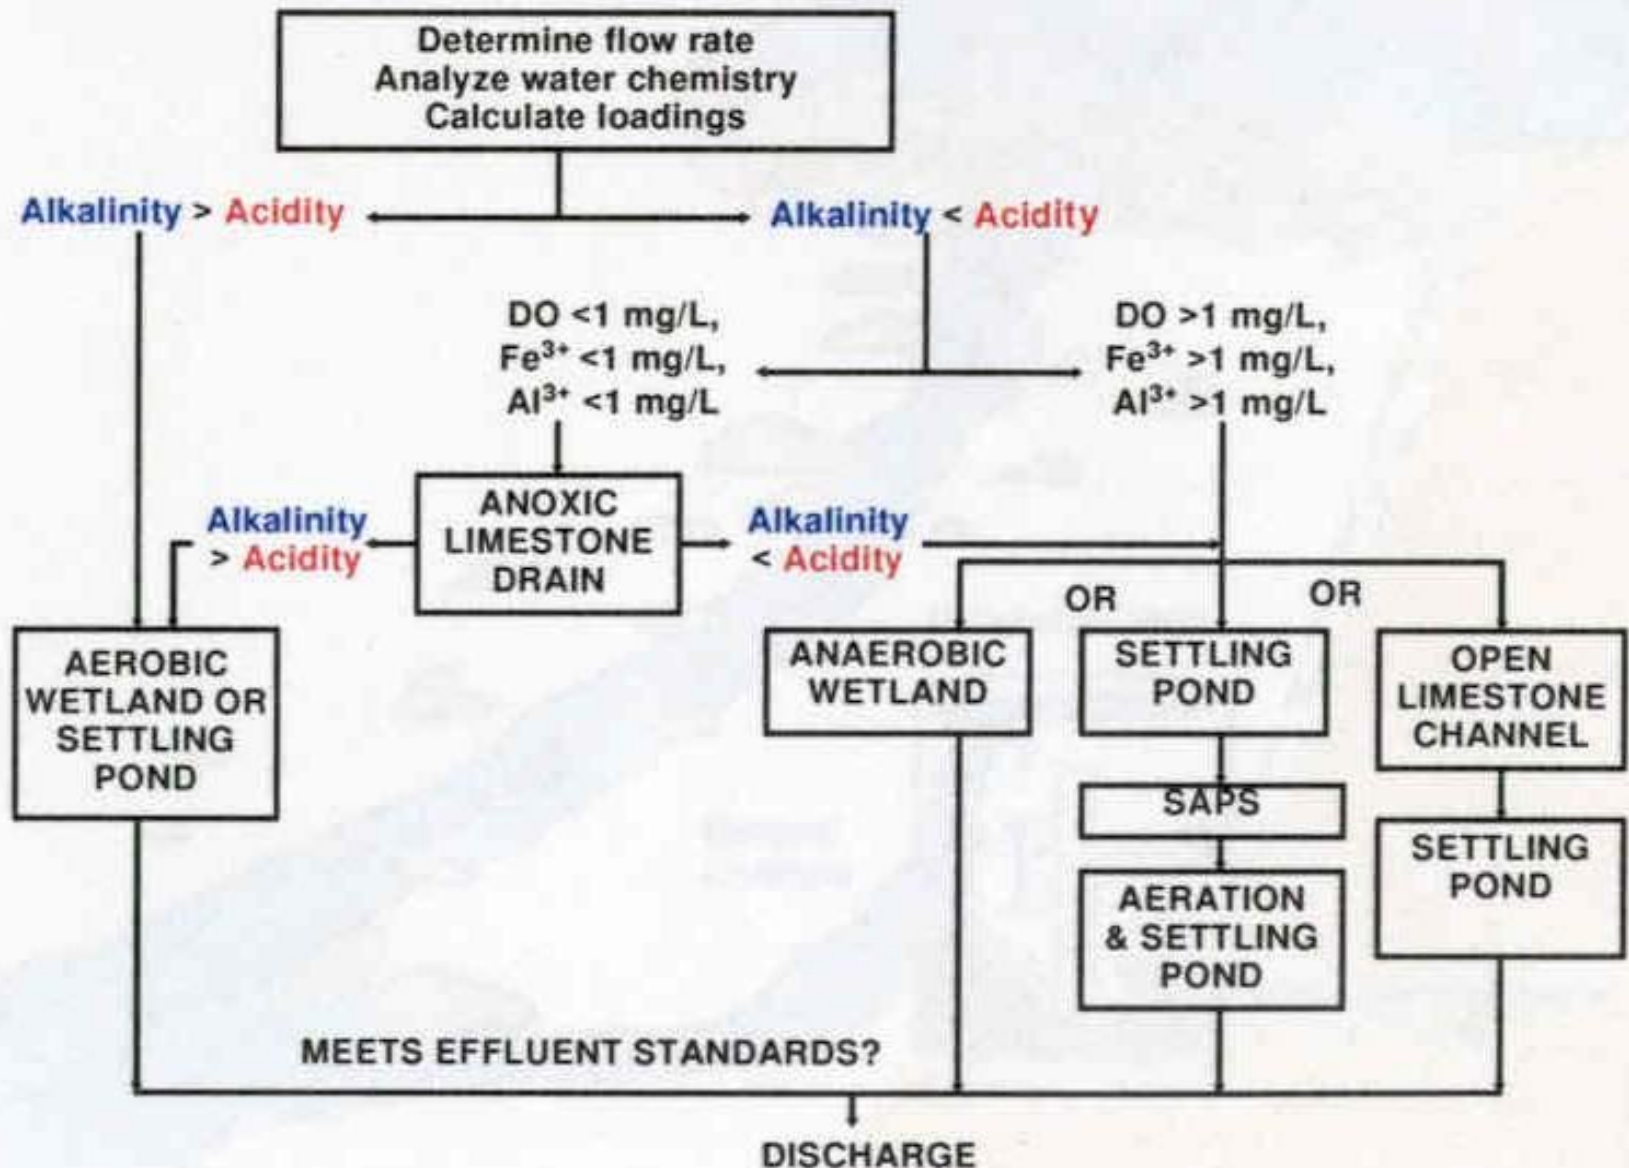 Determine flow rate
Analyze water chemistry
Calculate loadings
Alkalinity > Acidity
Alkalinity < Acidity
DO <1 mg/L,
Fe³⁺ <1 mg/L,
Al³⁺ <1 mg/L
DO >1 mg/L,
Fe³⁺ >1 mg/L,
Al³⁺ >1 mg/L
Alkalinity
> Acidity
ANOXIC
LIMESTONE
DRAIN
Alkalinity
< Acidity
OR
OR
AEROBIC
WETLAND OR
SETTLING
POND
ANAEROBIC
WETLAND
SETTLING
POND
OPEN
LIMESTONE
CHANNEL
SAPS
SETTLING
POND
AERATION
& SETTLING
POND
MEETS EFFLUENT STANDARDS?
DISCHARGE